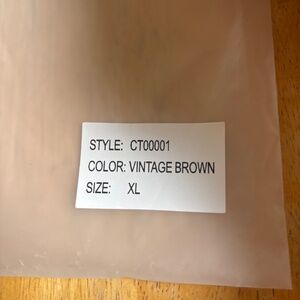 STYLE: CT00001
COLOR: VINTAGE BROWN
SIZE: XL